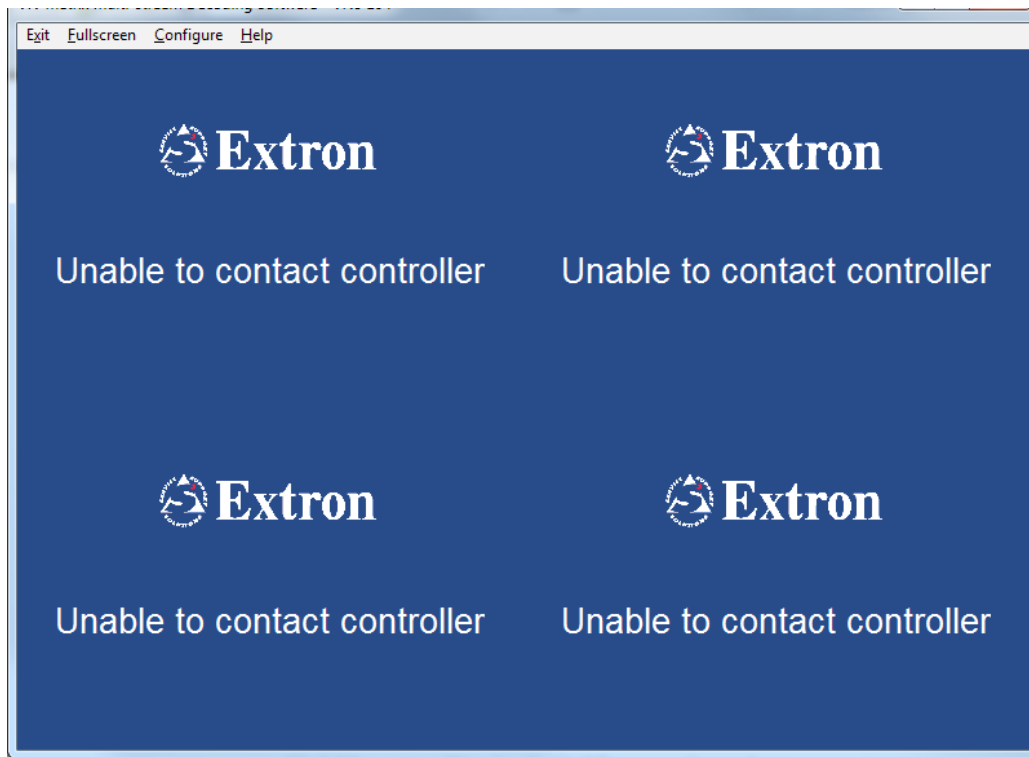 Exit Fullscreen Configure Help
Extron Extron
Unable to contact controller Unable to contact controller
Extron Extron
Unable to contact controller Unable to contact controller